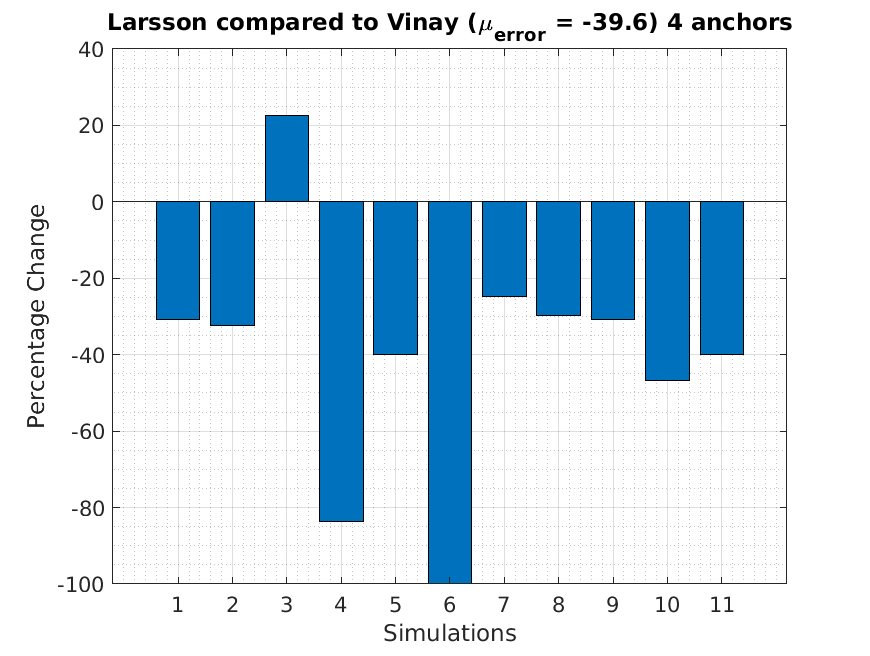 Larsson compared to Vinay (μerror = -39.6) 4 anchors
40
20
0
-20
-40
-60
-80
-100
Percentage Change
1 2 3 4 5 6 7 8 9 10 11
Simulations